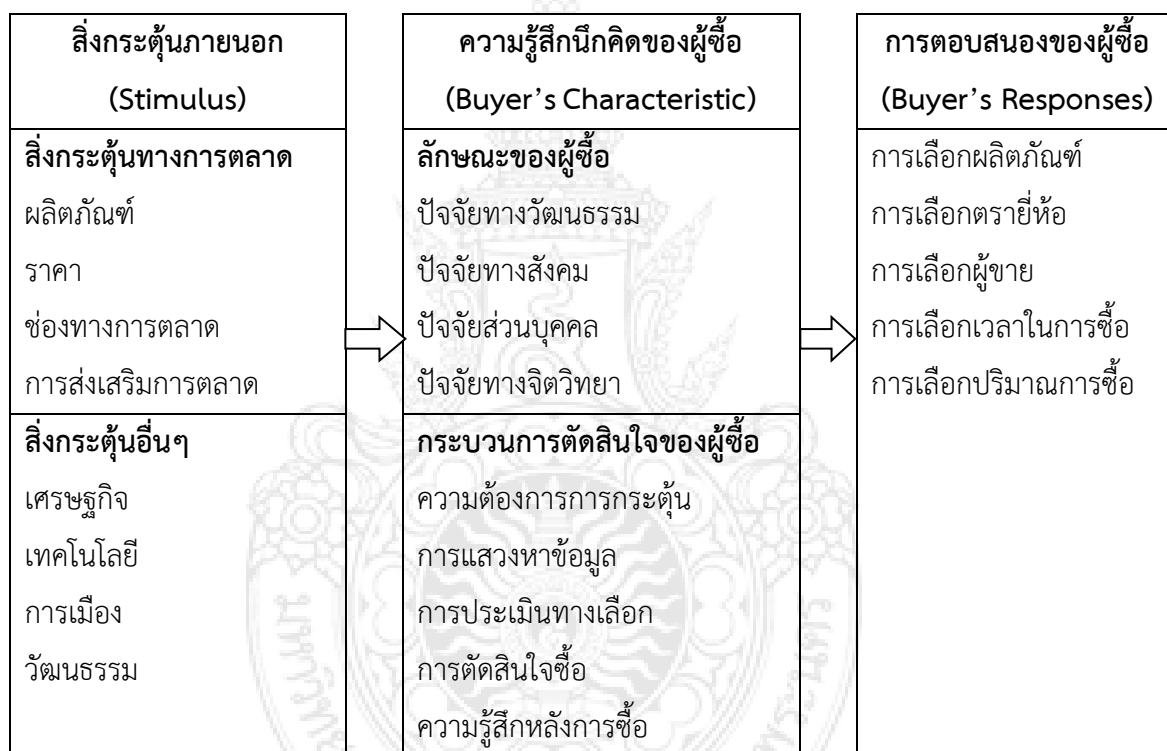 สิ่งกระตุ้นภายนอก
(Stimulus)
สิ่งกระตุ้นทางการตลาด
ผลิตภัณฑ์
ราคา
ช่องทางการตลาด
การส่งเสริมการตลาด
สิ่งกระตุ้นอื่นๆ
เศรษฐกิจ
เทคโนโลยี
การเมือง
วัฒนธรรม
ความรู้สึกนึกคิดของผู้ซื้อ
(Buyer’s Characteristic)
ลักษณะของผู้ซื้อ
ปัจจัยทางวัฒนธรรม
ปัจจัยทางสังคม
ปัจจัยส่วนบุคคล
ปัจจัยทางจิตวิทยา
กระบวนการตัดสินใจของผู้ซื้อ
ความต้องการการกระตุ้น
การแสวงหาข้อมูล
การประเมินทางเลือก
การตัดสินใจซื้อ
ความรู้สึกหลังการซื้อ
การตอบสนองของผู้ซื้อ
(Buyer’s Responses)
การเลือกผลิตภัณฑ์
การเลือกตรายี่ห้อ
การเลือกผู้ขาย
การเลือกเวลาในการซื้อ
การเลือกปริมาณการซื้อ